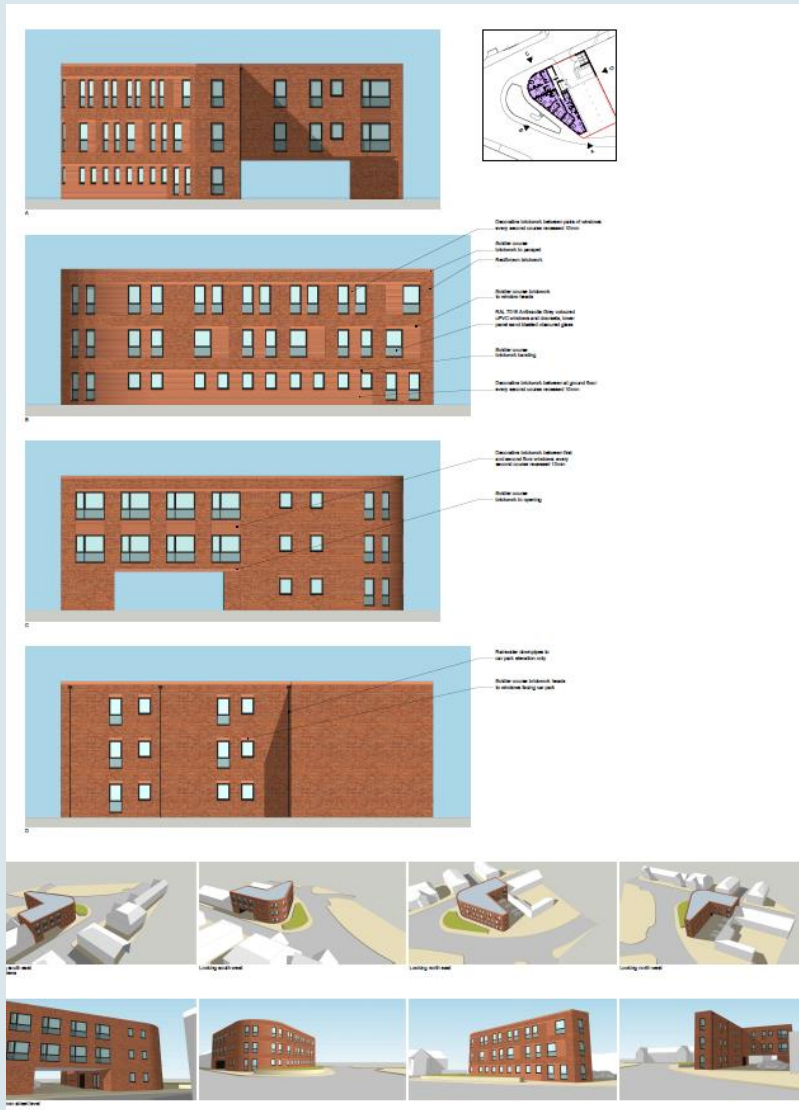 A
B
C
D
Decorative brickwork between pairs of windows
every second course recessed 10mm
Soldier course
brickwork to parapet
Red/brown brickwork
Soldier course brickwork
to window heads
RAL 7016 Anthracite Grey coloured
uPVC windows and
panel sand blasted obscured glass
Soldier course
brickwork banding
Decorative brickwork between all ground floor
every second course recessed 10mm
B
Decorative brickwork between first
and second floor windows, every
second course recessed 10mm
Soldier course
brickwork to opening
C
Rainwater downpipes to
car park elevation only
Soldier course brickwork heads
to windows facing car park
D
south east
Looking south west
Looking north east
Looking north west
street level